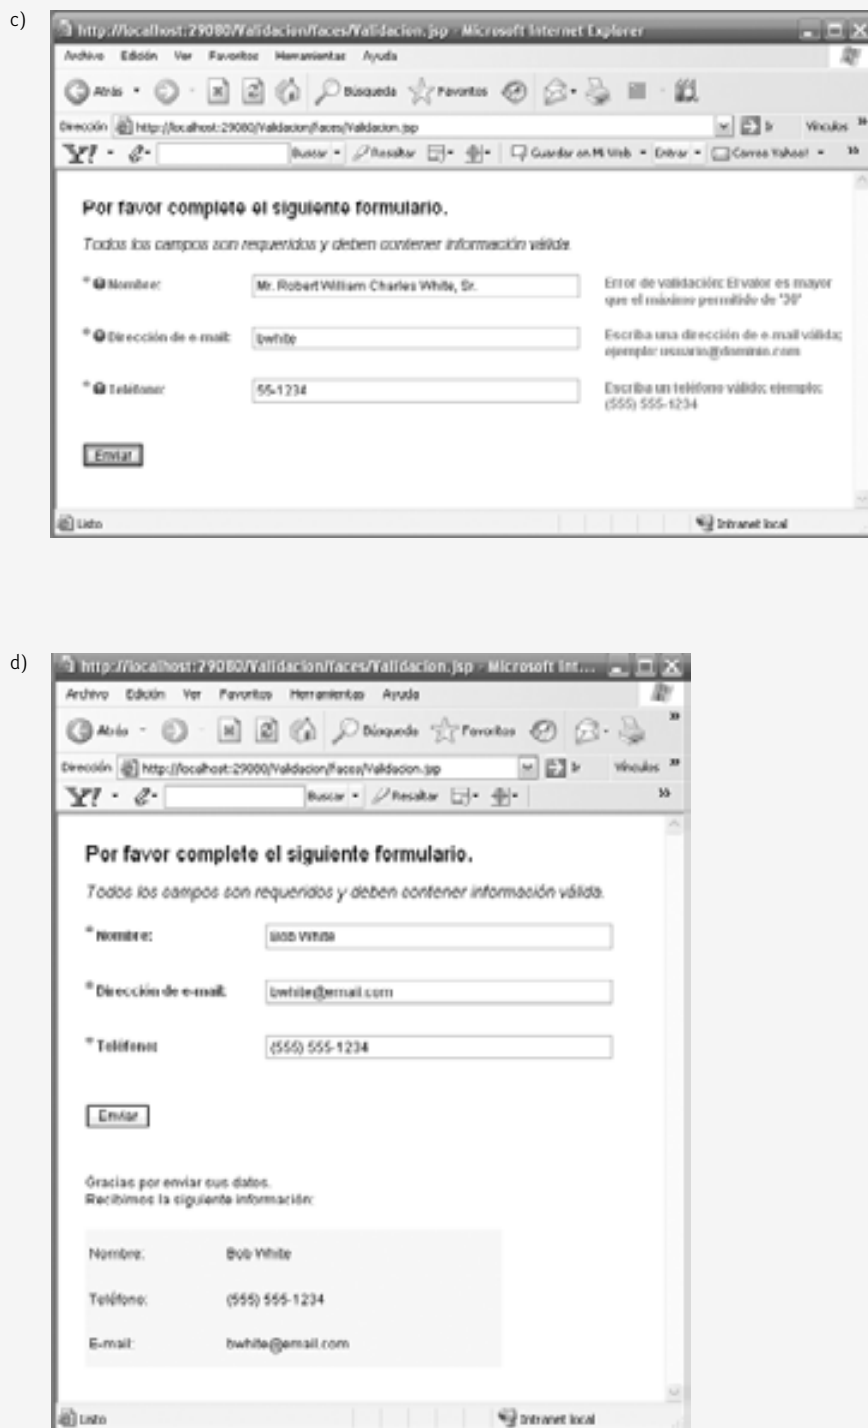 c)
http://localhost:29080/Validacion/faces/Validacion.jsp - Microsoft Internet Explorer
Archivo Edición Ver Favoritos Herramientas Ayuda
Atrás Búsqueda Favoritos
Dirección http://localhost:29080/Validacion/faces/Validacion.jsp Ir Vínculos »
Y! Buscar Resaltar Guardar en Mi Web Entrar Correo Yahoo! »
Por favor complete el siguiente formulario.
Todos los campos son requeridos y deben contener información válida.
* Nombre: Mr. Robert William Charles White, Sr. Error de validación: El valor es mayor
que el máximo permitido de '30'
* Dirección de e-mail: bwhite Escriba una dirección de e-mail válida;
ejemplo: usuario@dominio.com
* Teléfono: 55-1234 Escriba un teléfono válido; ejemplo:
(555) 555-1234
Enviar
Listo Intranet local
d)
http://localhost:29080/Validacion/faces/Validacion.jsp - Microsoft Int...
Archivo Edición Ver Favoritos Herramientas Ayuda
Atrás Búsqueda Favoritos »
Dirección http://localhost:29080/Validacion/faces/Validacion.jsp Ir Vínculos »
Y! Buscar Resaltar »
Por favor complete el siguiente formulario.
Todos los campos son requeridos y deben contener información válida.
* Nombre: Bob White
* Dirección de e-mail: bwhite@email.com
* Teléfono: (555) 555-1234
Enviar
Gracias por enviar sus datos.
Recibimos la siguiente información:
Nombre: Bob White
Teléfono: (555) 555-1234
E-mail: bwhite@email.com
Listo Intranet local